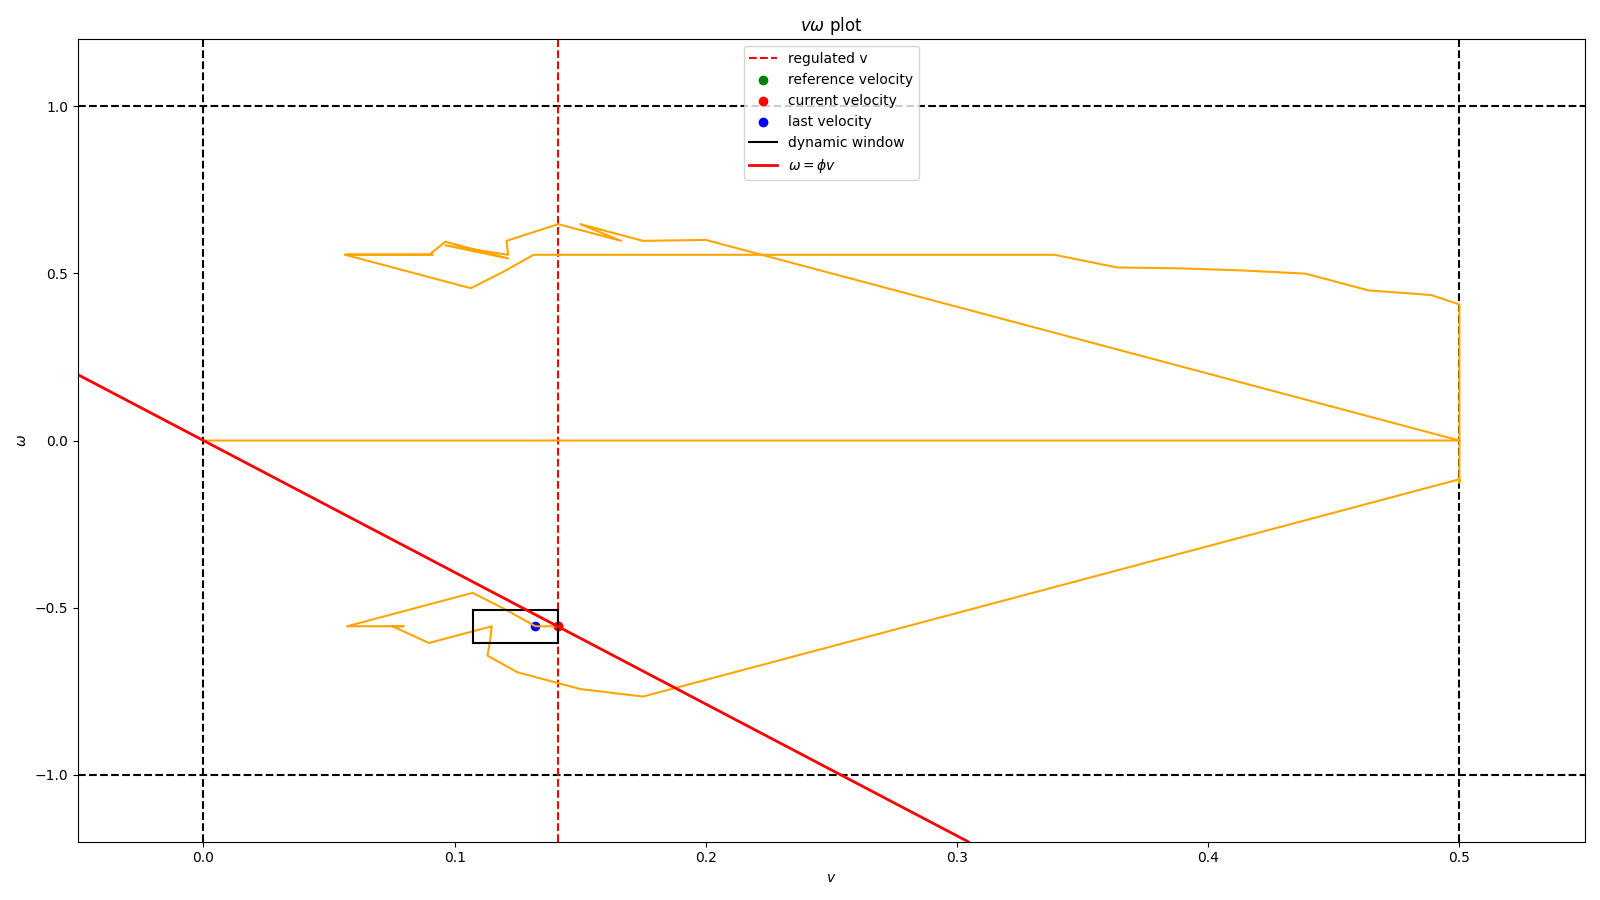 vω plot
regulated v
reference velocity
current velocity
last velocity
dynamic window
ω = ϕv
1.0
0.5
0.0
−0.5
−1.0
ω
0.0 0.1 0.2 0.3 0.4 0.5
v